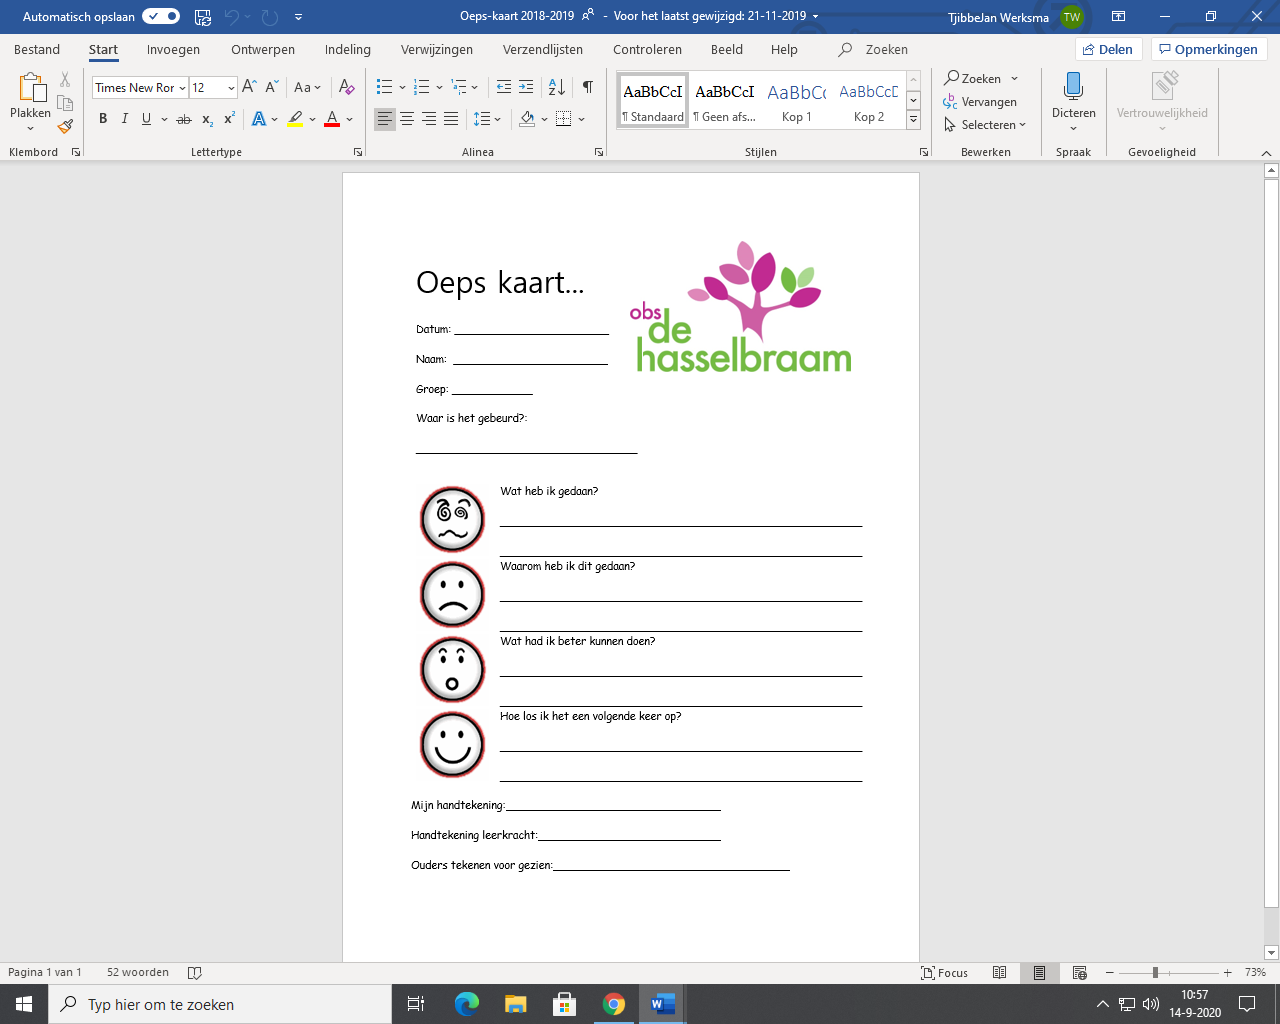 Automatisch opslaan
Oeps-kaart 2018-2019 - Voor het laatst gewijzigd: 21-11-2019
TjibbeJan Werksma TW
Bestand Start Invoegen Ontwerpen Indeling Verwijzingen Verzendlijsten Controleren Beeld Help Zoeken
Delen Opmerkingen
Plakken
Times New Ror 12
AaBbCcI AaBbCcI AaBbCc AaBbCcD
¶ Standaard ¶ Geen afs... Kop 1 Kop 2
Zoeken
Vervangen
Selecteren
Dicteren
Vertrouwelijkheid
Klembord Lettertype Alinea Stijlen Bewerken Spraak Gevoeligheid
Oeps kaart...
obs
de
hasselbraam
Datum:
Naam:
Groep:
Waar is het gebeurd?:
Wat heb ik gedaan?
Waarom heb ik dit gedaan?
Wat had ik beter kunnen doen?
Hoe los ik het een volgende keer op?
Mijn handtekening:
Handtekening leerkracht:
Ouders tekenen voor gezien:
Pagina 1 van 1 52 woorden Focus 73%
Typ hier om te zoeken
10:57
14-9-2020